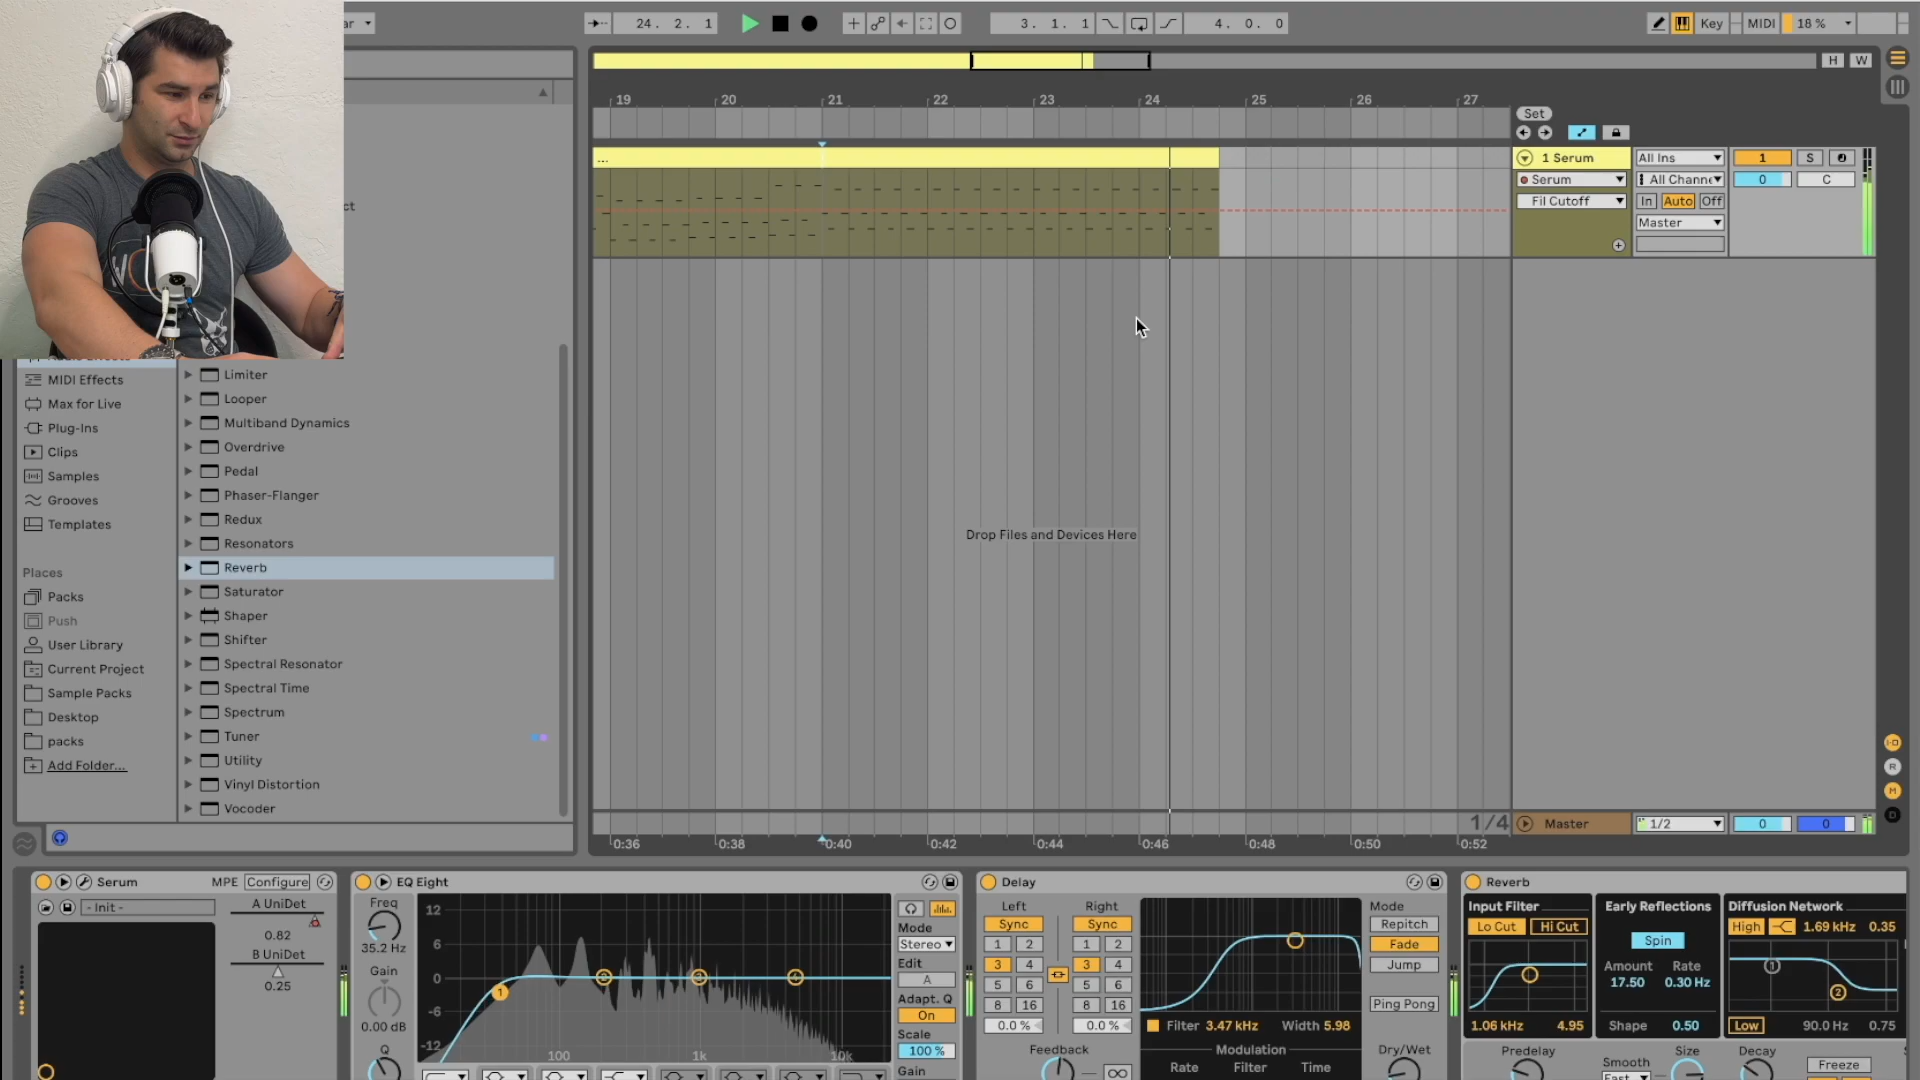 ar
24. 2. 1
3. 1. 1
4. 0. 0
Key
MIDI
18 %
H W
19 20 21 22 23 24 25 26 27
Set
...
1 Serum
All Ins
1
S
Serum
All Channe
0
C
Fil Cutoff
In Auto Off
Master
ct
MIDI Effects
Max for Live
Plug-Ins
Clips
Samples
Grooves
Templates
Places
Packs
Push
User Library
Current Project
Sample Packs
Desktop
packs
Add Folder...
Limiter
Looper
Multiband Dynamics
Overdrive
Pedal
Phaser-Flanger
Redux
Resonators
Reverb
Saturator
Shaper
Shifter
Spectral Resonator
Spectral Time
Spectrum
Tuner
Utility
Vinyl Distortion
Vocoder
Drop Files and Devices Here
I·O
R
M
D
1/4
Master
1/2
0
0
0:36 0:38 0:40 0:42 0:44 0:46 0:48 0:50 0:52
Serum
MPE Configure
- Init -
A UniDet
0.82
B UniDet
0.25
EQ Eight
Freq
35.2 Hz
Gain
0.00 dB
Q
12
6
0
-6
-12
1 2 3 4
100 1k 10k
Mode
Stereo
Edit
A
Adapt. Q
On
Scale
100 %
Gain
Delay
Left Right
Sync Sync
1 2 1 2
3 4 3 4
5 6 5 6
8 16 8 16
0.0 % 0.0 %
Feedback
Filter 3.47 kHz Width 5.98
Modulation
Rate Filter Time
Mode
Repitch
Fade
Jump
Ping Pong
Dry/Wet
Reverb
Input Filter
Lo Cut Hi Cut
1.06 kHz 4.95
Predelay
Early Reflections
Spin
Amount Rate
17.50 0.30 Hz
Shape 0.50
Smooth
Fast
Size
Diffusion Network
High 1.69 kHz 0.35
1 2
Low 90.0 Hz 0.75
Decay
Freeze